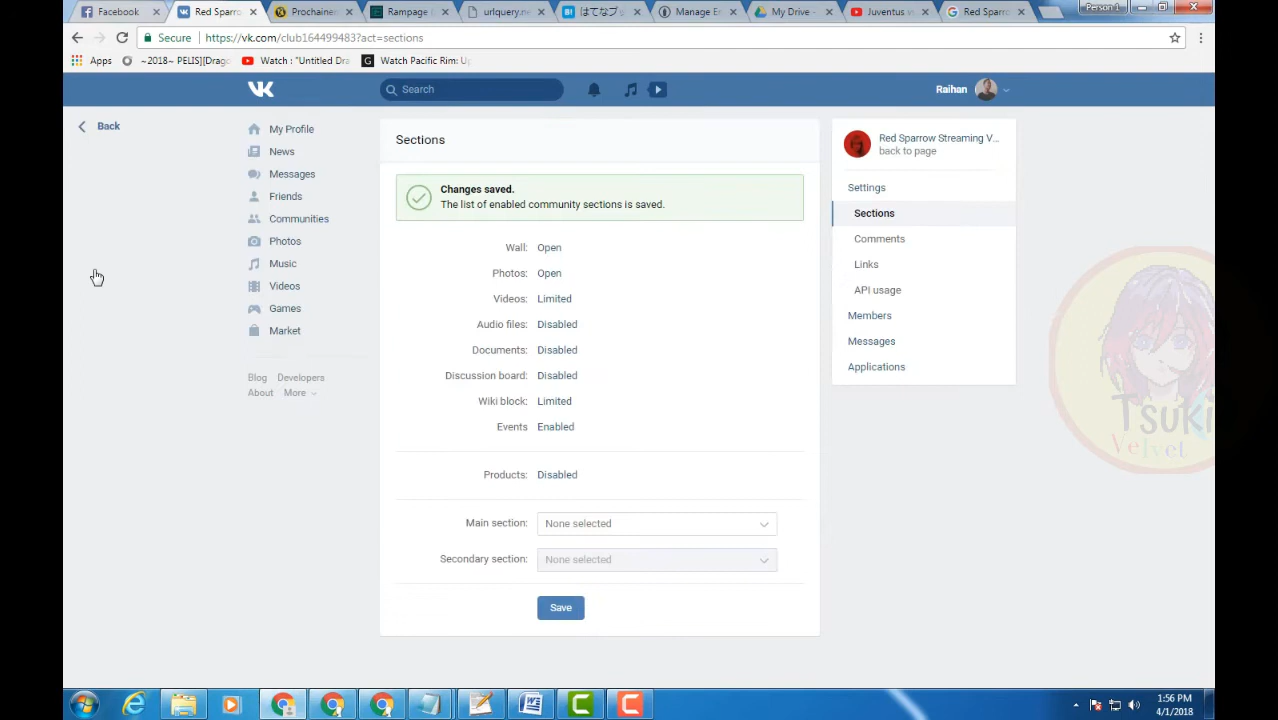 Facebook
Red Sparro
Prochaine
Rampage
urlquery.n
はてなブ
Manage E
My Drive -
Juventus v
Red Sparr
Person 1
Secure
https://vk.com/club164499483?act=sections
Apps
~2018~ PELIS][Drag
Watch : "Untitled Dra
Watch Pacific Rim: U
Search
Raihan
Back
My Profile
News
Messages
Friends
Communities
Photos
Music
Videos
Games
Market
Blog Developers
About More
Sections
Changes saved.
The list of enabled community sections is saved.
Wall: Open
Photos: Open
Videos: Limited
Audio files: Disabled
Documents: Disabled
Discussion board: Disabled
Wiki block: Limited
Events Enabled
Products: Disabled
Main section: None selected
Secondary section: None selected
Save
Red Sparrow Streaming V...
back to page
Settings
Sections
Comments
Links
API usage
Members
Messages
Applications
Tsuki
Velvet
1:56 PM
4/1/2018